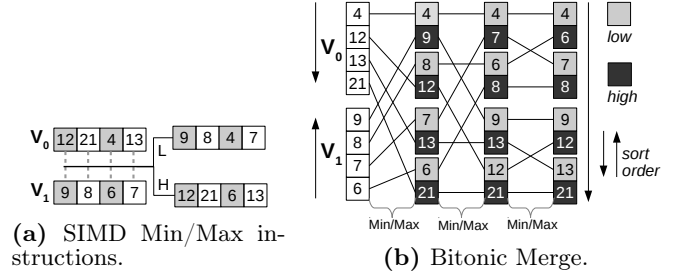 V0 12 21 4 13
V1 9 8 6 7
L 9 8 4 7
H 12 21 6 13
(a) SIMD Min/Max in-
structions.
V0
V1
4 4 4 4
12 9 7 6
13 8 6 7
21 12 8 8
9 7 9 9
8 13 13 12
7 6 12 13
6 21 21 21
Min/Max Min/Max Min/Max
low
high
sort
order
(b) Bitonic Merge.